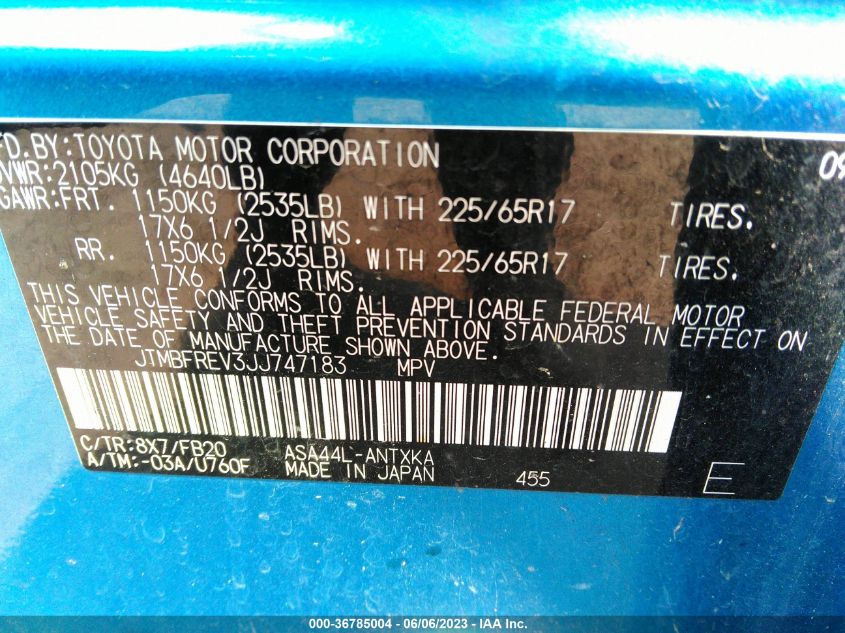 FD. BY: TOYOTA MOTOR CORPORATION 09
VWR: 2105KG (4640LB)
GAWR: FRT. 1150KG (2535LB) WITH 225/65R17 TIRES.
17X6 1/2J RIMS.
RR. 1150KG (2535LB) WITH 225/65R17 TIRES.
17X6 1/2J RIMS.
THIS VEHICLE CONFORMS TO ALL APPLICABLE FEDERAL MOTOR
VEHICLE SAFETY AND THEFT PREVENTION STANDARDS IN EFFECT ON
THE DATE OF MANUFACTURE SHOWN ABOVE.
JTMBFREV3JJ747183 MPV
C/TR: 8X7/FB20 ASA44L-ANTXKA
A/TM: -03A/U760F MADE IN JAPAN 455 E
000-36785004 - 06/06/2023 - IAA Inc.